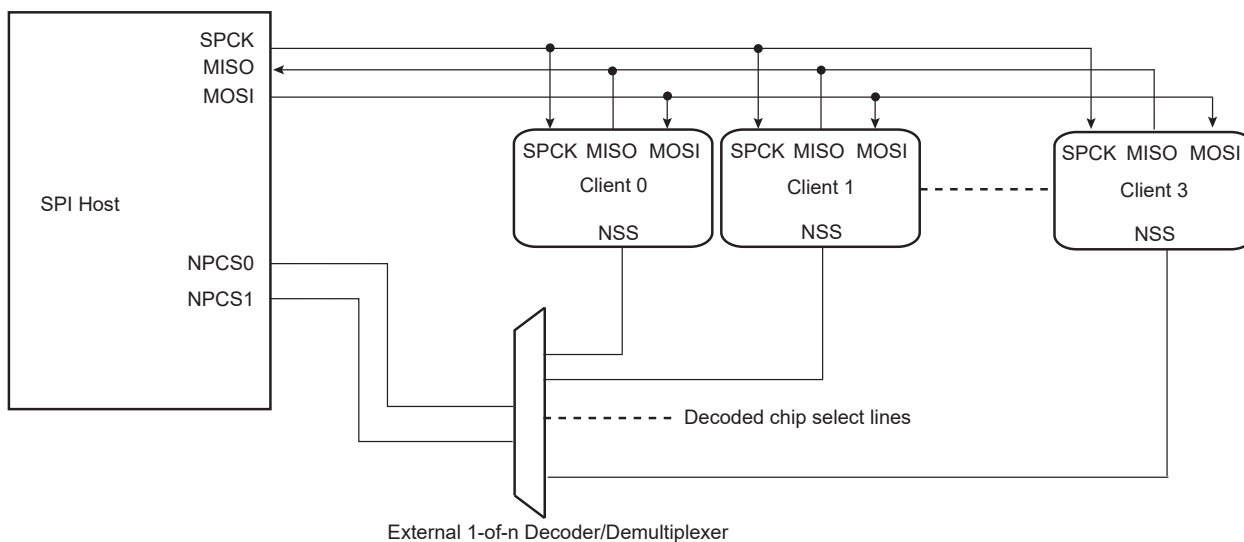 SPI Host
SPCK
MISO
MOSI
NPCS0
NPCS1
SPCK MISO MOSI
Client 0
NSS
SPCK MISO MOSI
Client 1
NSS
SPCK MISO MOSI
Client 3
NSS
Decoded chip select lines
External 1-of-n Decoder/Demultiplexer